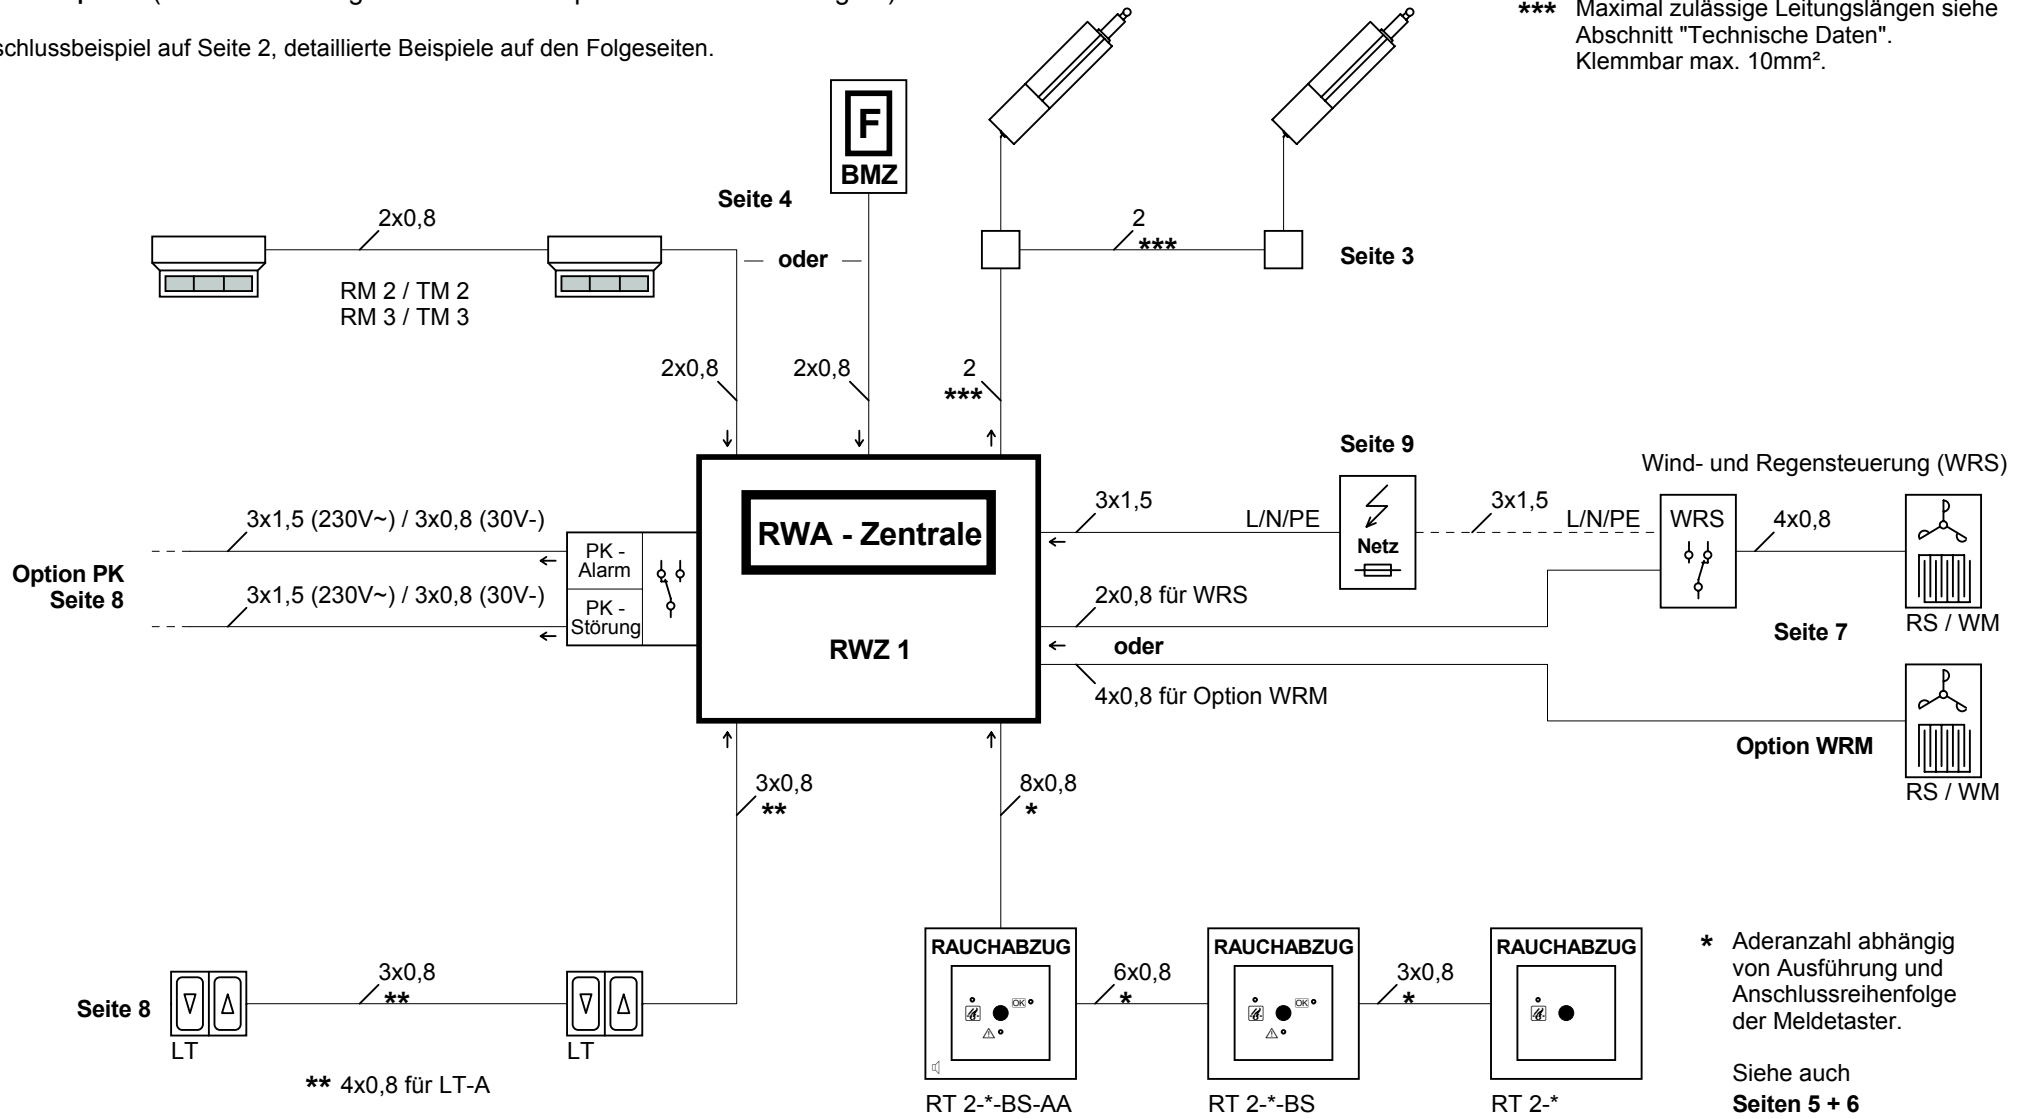 schlussbeispiel auf Seite 2, detaillierte Beispiele auf den Folgeseiten.
*** Maximal zulässige Leitungslängen siehe
Abschnitt "Technische Daten".
Klemmbar max. 10mm².
F
BMZ
Seite 4
2x0,8
oder
RM 2 / TM 2
RM 3 / TM 3
2
***
Seite 3
2x0,8
2x0,8
2
***
Seite 9
Wind- und Regensteuerung (WRS)
RWA - Zentrale
RWZ 1
3x1,5 (230V~) / 3x0,8 (30V-)
Option PK
Seite 8
3x1,5 (230V~) / 3x0,8 (30V-)
PK -
Alarm
PK -
Störung
3x1,5
L/N/PE
Netz
3x1,5
L/N/PE
WRS
4x0,8
RS / WM
2x0,8 für WRS
Seite 7
oder
4x0,8 für Option WRM
Option WRM
RS / WM
3x0,8
**
8x0,8
*
Seite 8
LT
3x0,8
**
LT
** 4x0,8 für LT-A
RAUCHABZUG
OK
RT 2-*-BS-AA
6x0,8
*
RAUCHABZUG
OK
RT 2-*-BS
3x0,8
*
RAUCHABZUG
RT 2-*
* Aderanzahl abhängig
von Ausführung und
Anschlussreihenfolge
der Meldetaster.
Siehe auch
Seiten 5 + 6